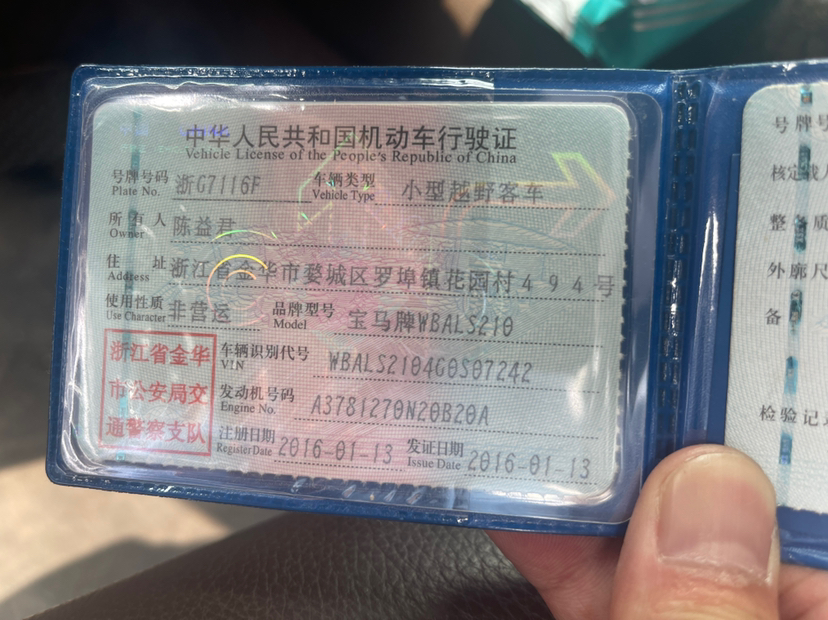 中华人民共和国机动车行驶证
Vehicle License of the People's Republic of China
号牌号码 浙G7116F 车辆类型 小型越野客车
Plate No. Vehicle Type
所有人 陈益君
Owner
住址 浙江省金华市婺城区罗埠镇花园村494号
Address
使用性质 非营运 品牌型号 宝马牌WBALS210
Use Character Model
浙江省金华
市公安局交
通警察支队
车辆识别代号 WBALS2104G0S07242
VIN
发动机号码 A3781270N20B20A
Engine No.
注册日期 2016-01-13 发证日期 2016-01-13
Register Date Issue Date
号牌号
核定载人
整备质
外廓尺
备
检验记